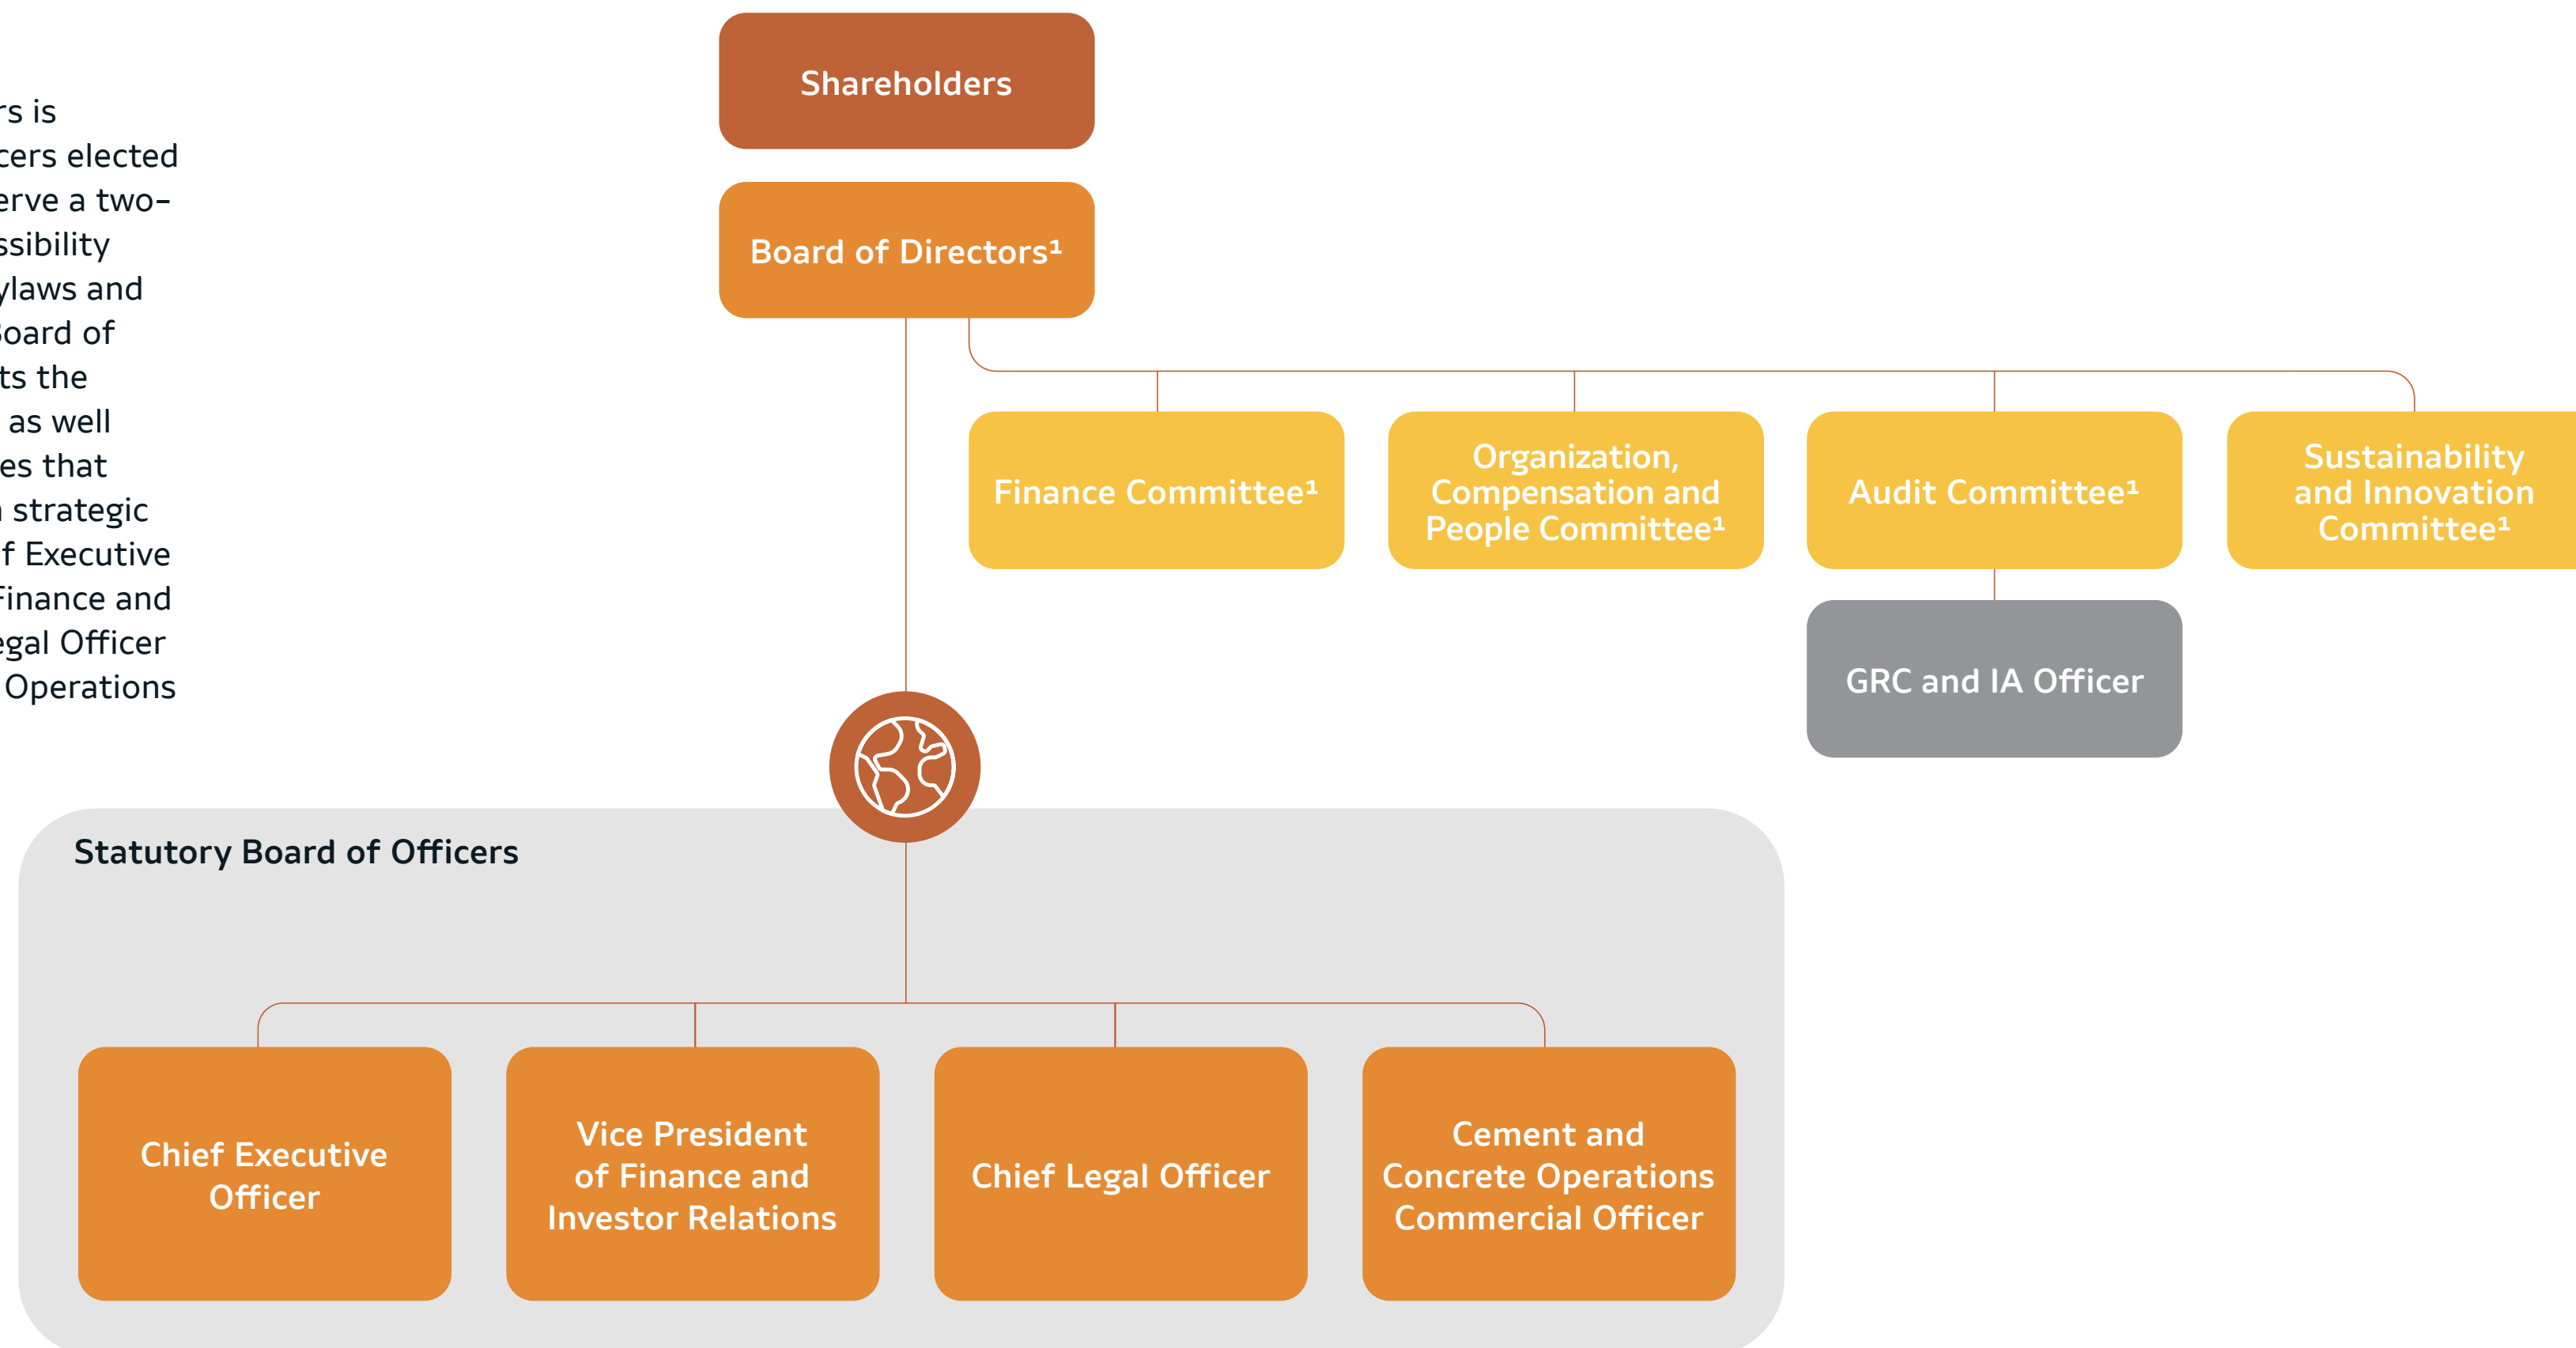 rs is
cers elected
erve a two-
ssibility
ylaws and
Board of
ts the
as well
es that
strategic
f Executive
Finance and
egal Officer
Operations
Shareholders
Board of Directors¹
Finance Committee¹
Organization,
Compensation and
People Committee¹
Audit Committee¹
Sustainability
and Innovation
Committee¹
GRC and IA Officer
Statutory Board of Officers
Chief Executive
Officer
Vice President
of Finance and
Investor Relations
Chief Legal Officer
Cement and
Concrete Operations
Commercial Officer